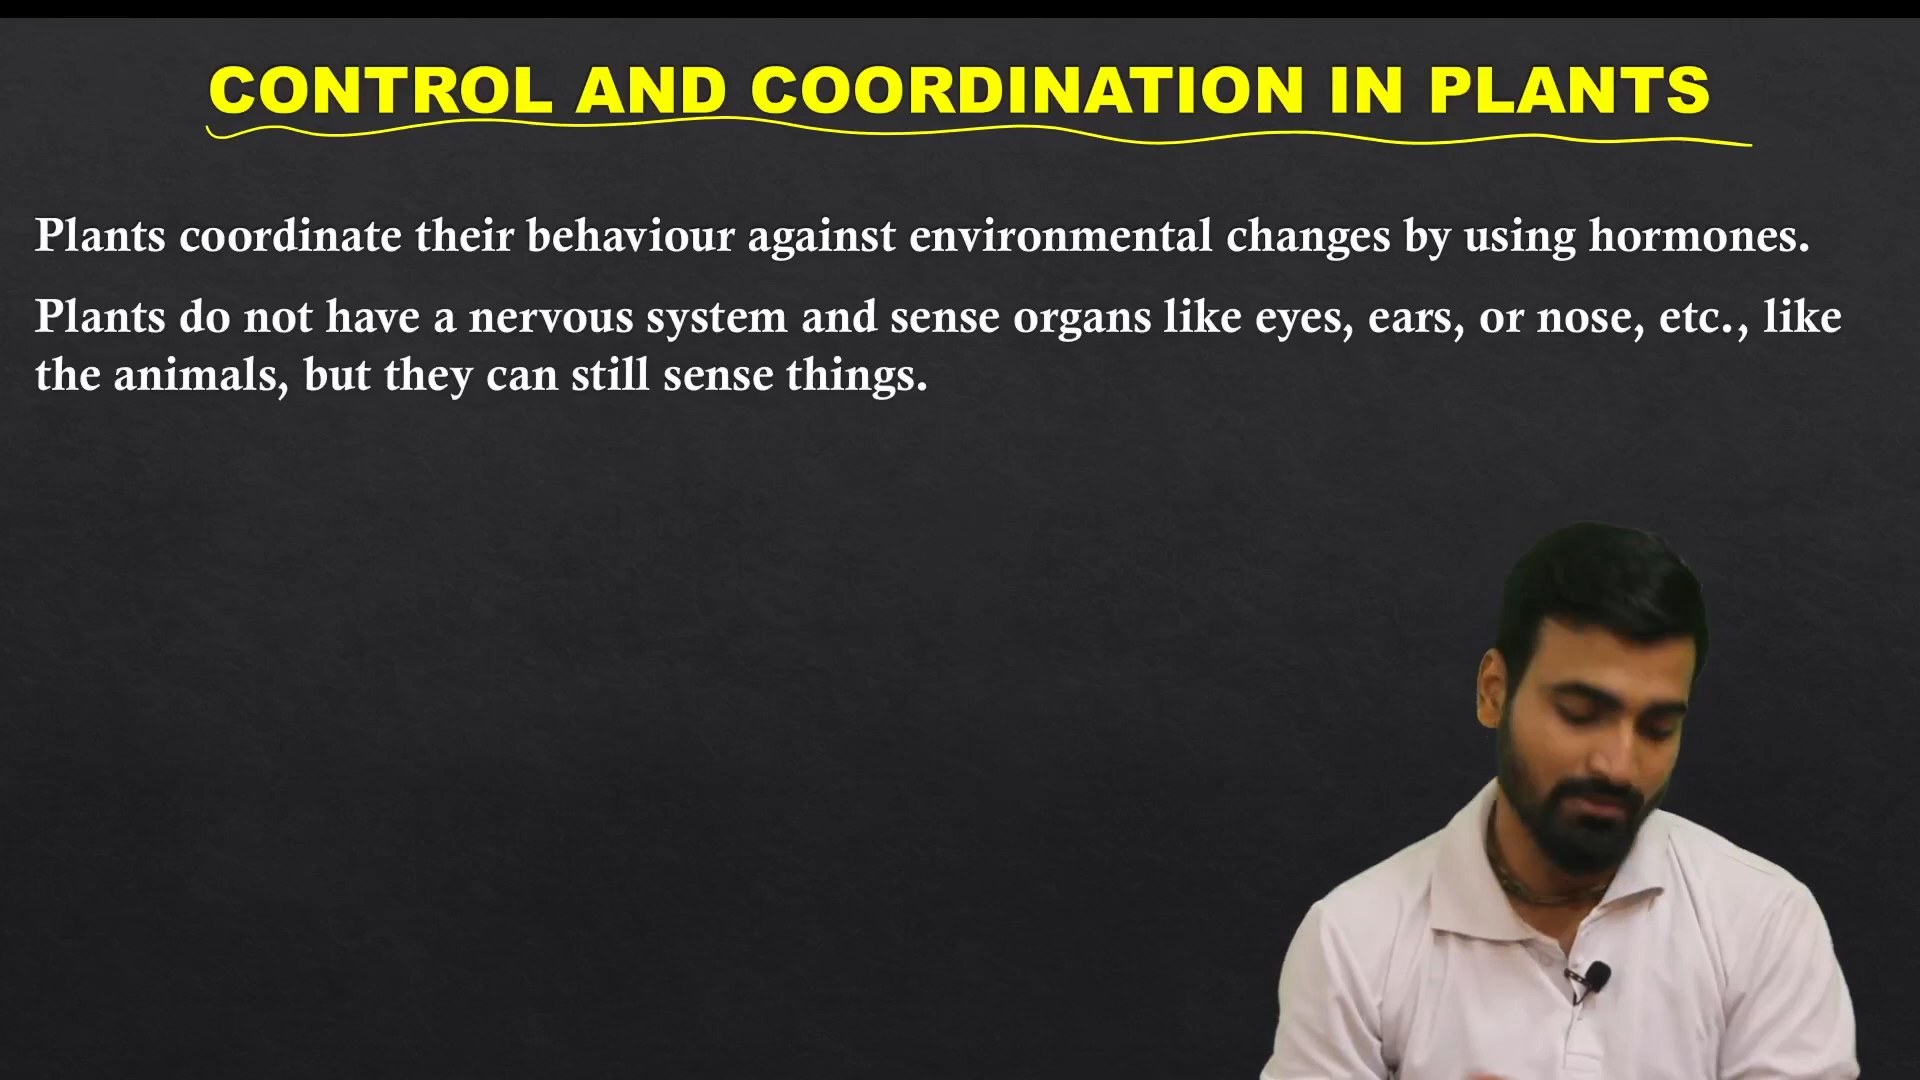 CONTROL AND COORDINATION IN PLANTS
Plants coordinate their behaviour against environmental changes by using hormones.
Plants do not have a nervous system and sense organs like eyes, ears, or nose, etc., like
the animals, but they can still sense things.